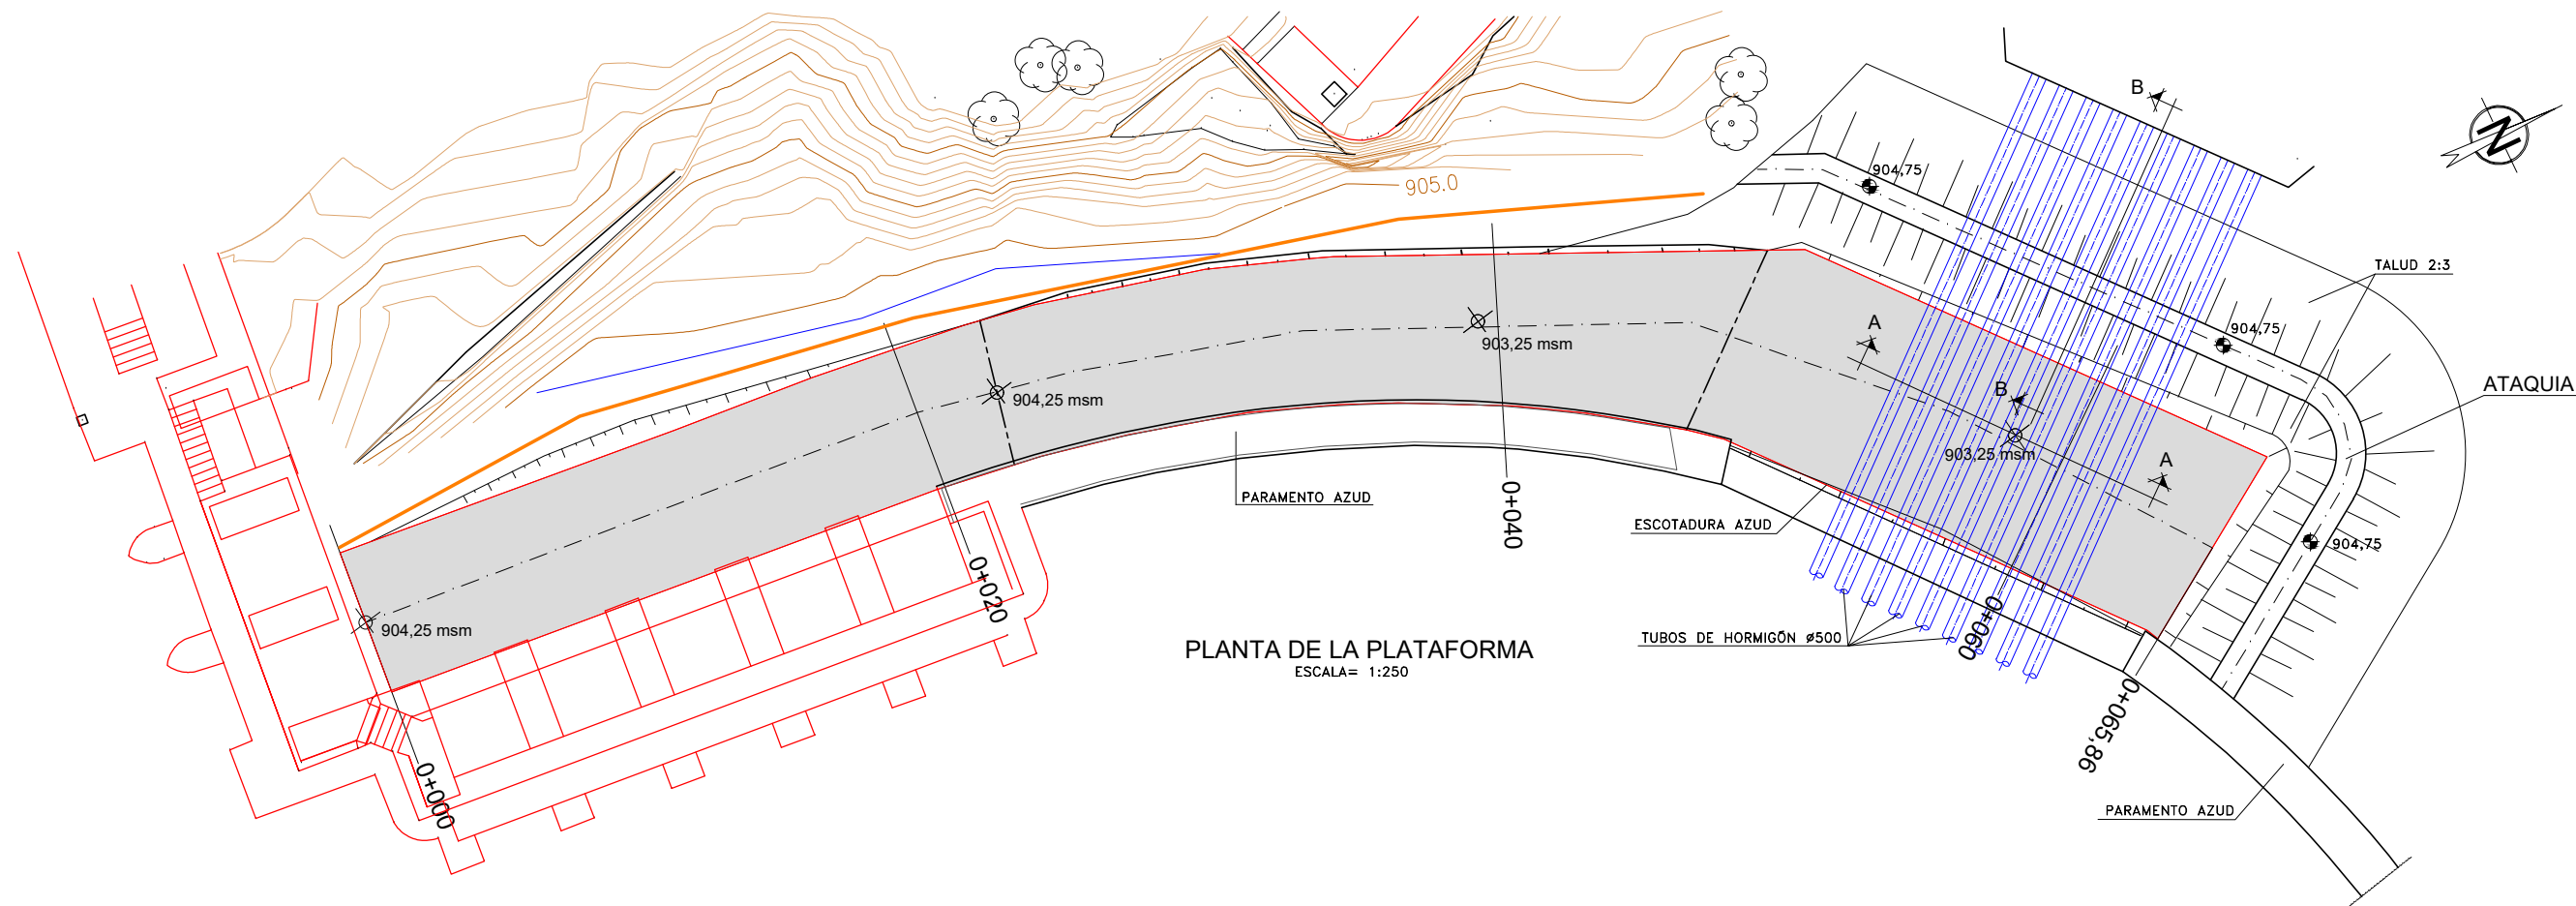 B
N
904,75
905.0
TALUD 2:3
A
904,75
903,25 msm
B
ATAQUIA
904,25 msm
A
903,25 msm
PARAMENTO AZUD
0+040
ESCOTADURA AZUD
904,75
0+020
904,25 msm
TUBOS DE HORMIGÓN ø500
0+060
PLANTA DE LA PLATAFORMA
ESCALA= 1:250
0+065,86
0+000
PARAMENTO AZUD